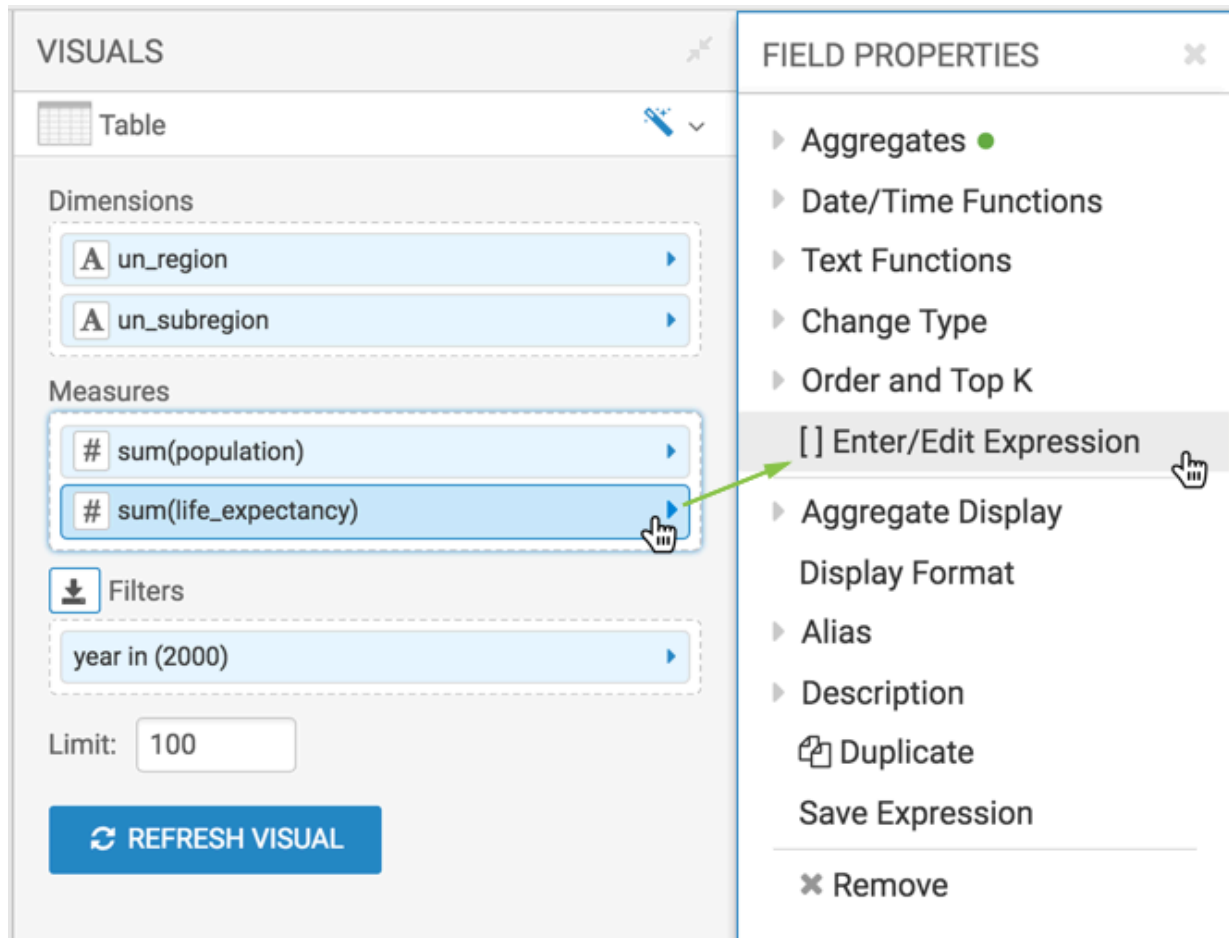 VISUALS
Table
Dimensions
A un_region
A un_subregion
Measures
# sum(population)
# sum(life_expectancy)
Filters
year in (2000)
Limit: 100
REFRESH VISUAL
FIELD PROPERTIES
Aggregates
Date/Time Functions
Text Functions
Change Type
Order and Top K
[ ] Enter/Edit Expression
Aggregate Display
Display Format
Alias
Description
Duplicate
Save Expression
Remove